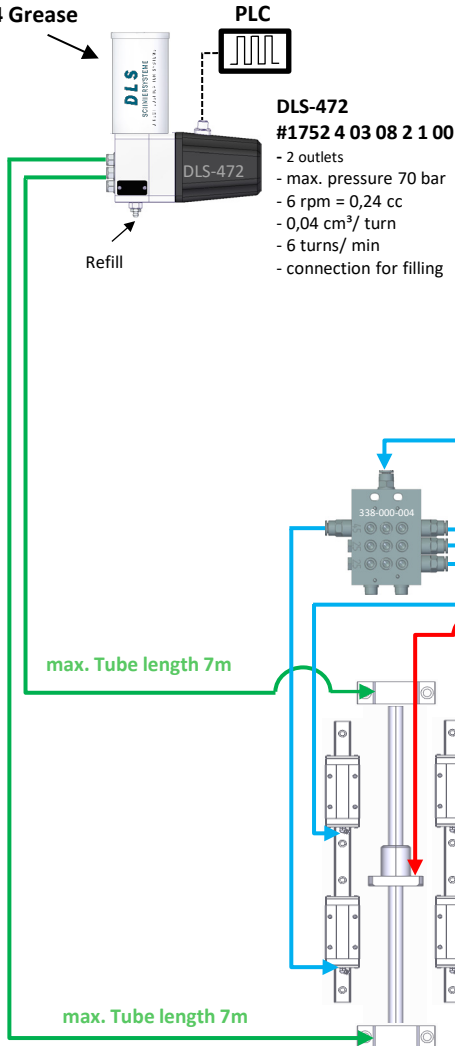 4 Grease
PLC
DLS
SCHMIERSYSTEME
DLS-472
DLS-472
#1752 4 03 08 2 1 00
- 2 outlets
- max. pressure 70 bar
- 6 rpm = 0,24 cc
- 0,04 cm³/ turn
- 6 turns/ min
- connection for filling
Refill
338-000-004
max. Tube length 7m
max. Tube length 7m